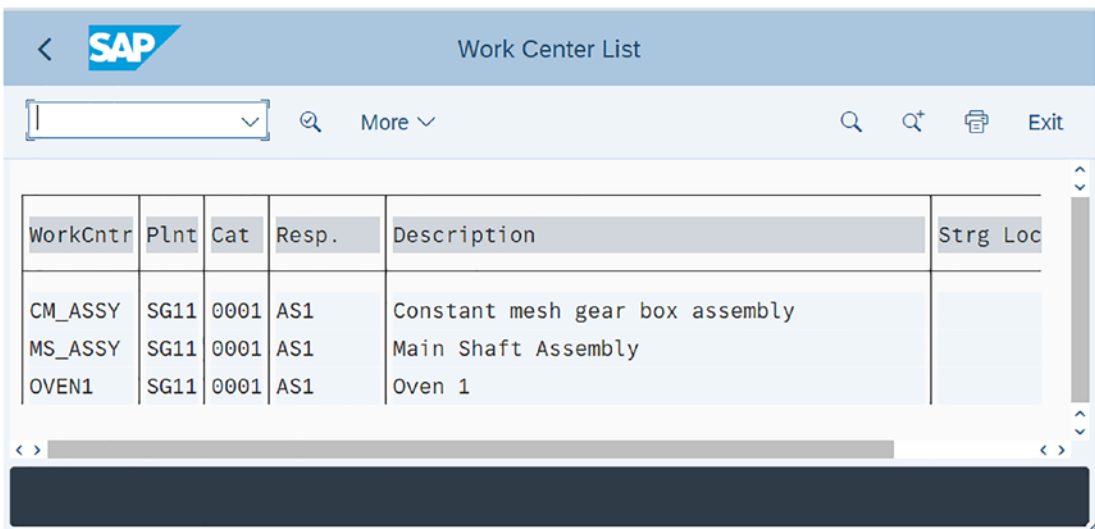 SAP Work Center List
More Exit
WorkCntr Plnt Cat Resp. Description Strg Loc
CM_ASSY SG11 0001 AS1 Constant mesh gear box assembly
MS_ASSY SG11 0001 AS1 Main Shaft Assembly
OVEN1 SG11 0001 AS1 Oven 1